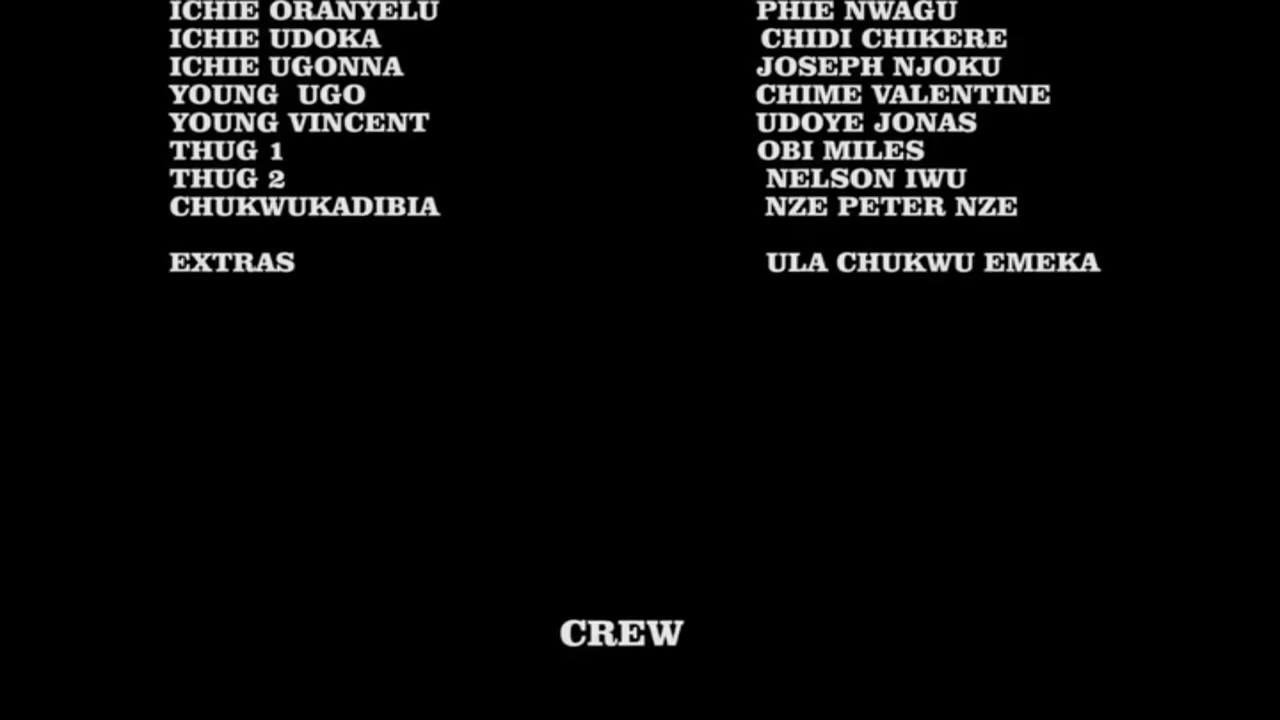 ICHIE ORANYELU PHIE NWAGU
ICHIE UDOKA CHIDI CHIKERE
ICHIE UGONNA JOSEPH NJOKU
YOUNG UGO CHIME VALENTINE
YOUNG VINCENT UDOYE JONAS
THUG 1 OBI MILES
THUG 2 NELSON IWU
CHUKWUKADIBIA NZE PETER NZE
EXTRAS ULA CHUKWU EMEKA
CREW